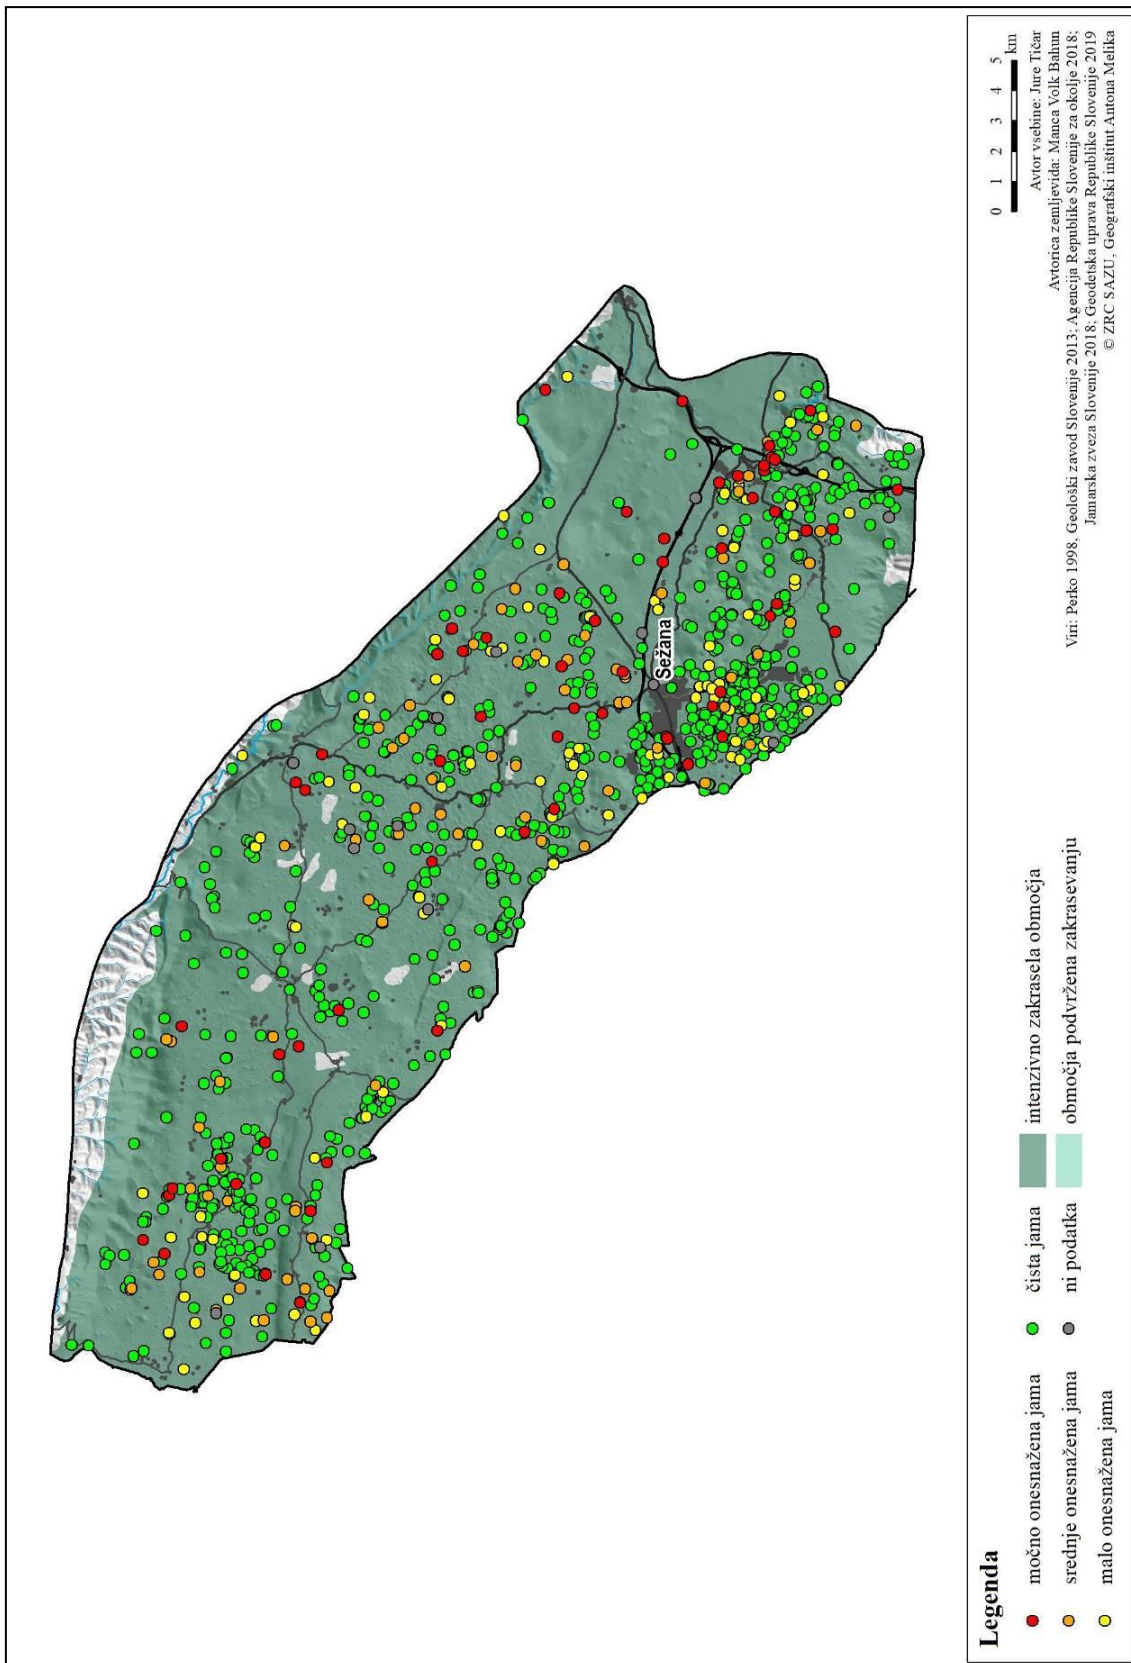 Sežana
Legenda
močno onesnažena jama
srednje onesnažena jama
malo onesnažena jama
čista jama
ni podatka
intenzivno zakrasela območja
območja podvržena zakrasevanju
0 1 2 3 4 5
km
Avtor vsebine: Jure Tičar
Avtorica zemljevida: Manca Volk Bahun
Viri: Perko 1998, Geološki zavod Slovenije 2013; Agencija Republike Slovenije za okolje 2018;
Jamarska zveza Slovenije 2018; Geodetska uprava Republike Slovenije 2019
© ZRC SAZU, Geografski inštitut Antona Melika